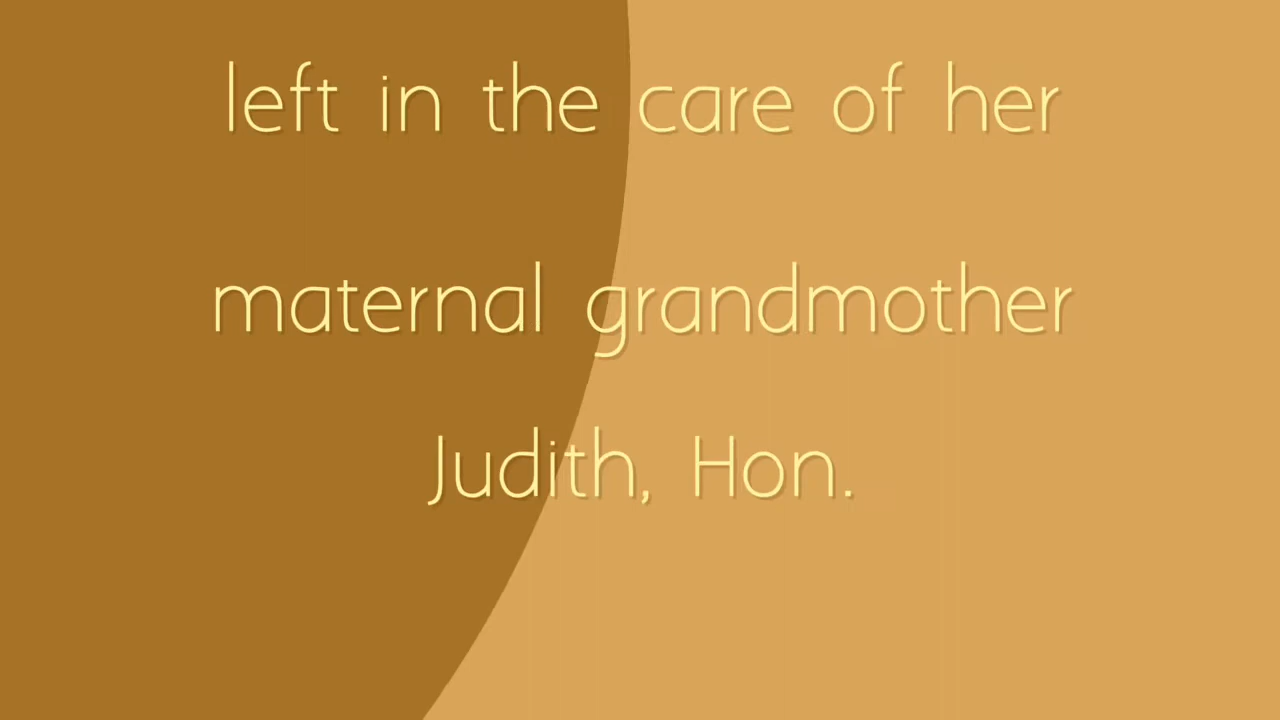 left in the care of her
maternal grandmother
Judith, Hon.